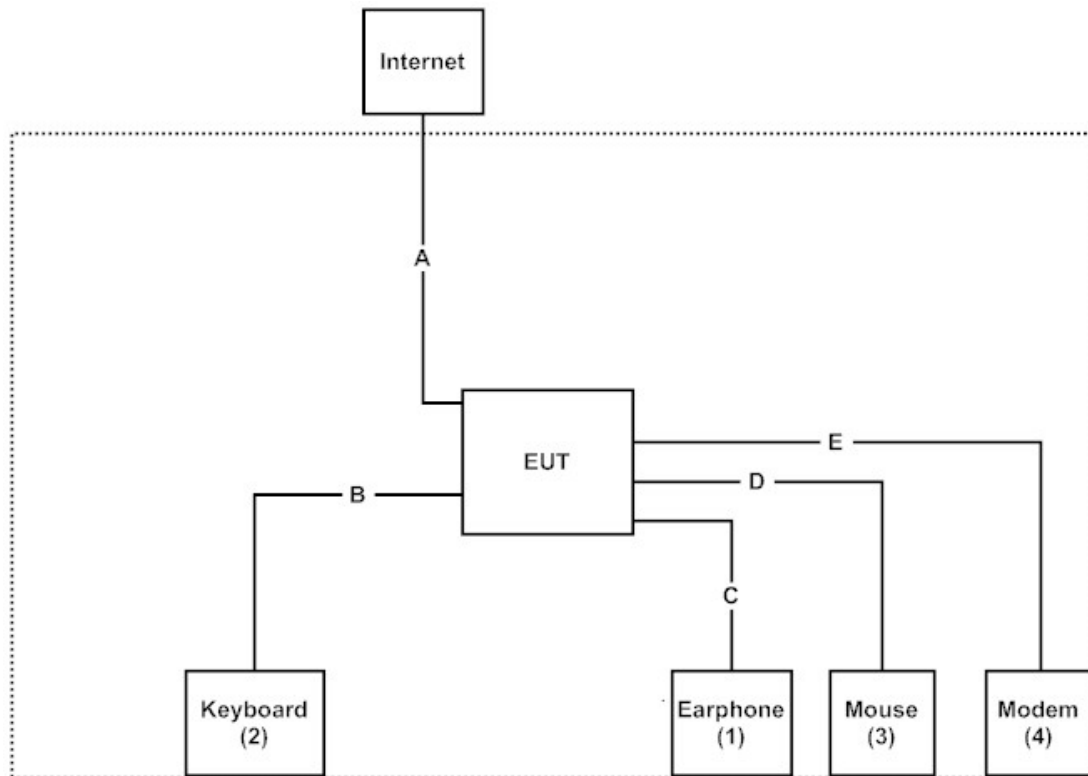 Internet
A
EUT
E
D
B
C
Keyboard
(2)
Earphone
(1)
Mouse
(3)
Modem
(4)